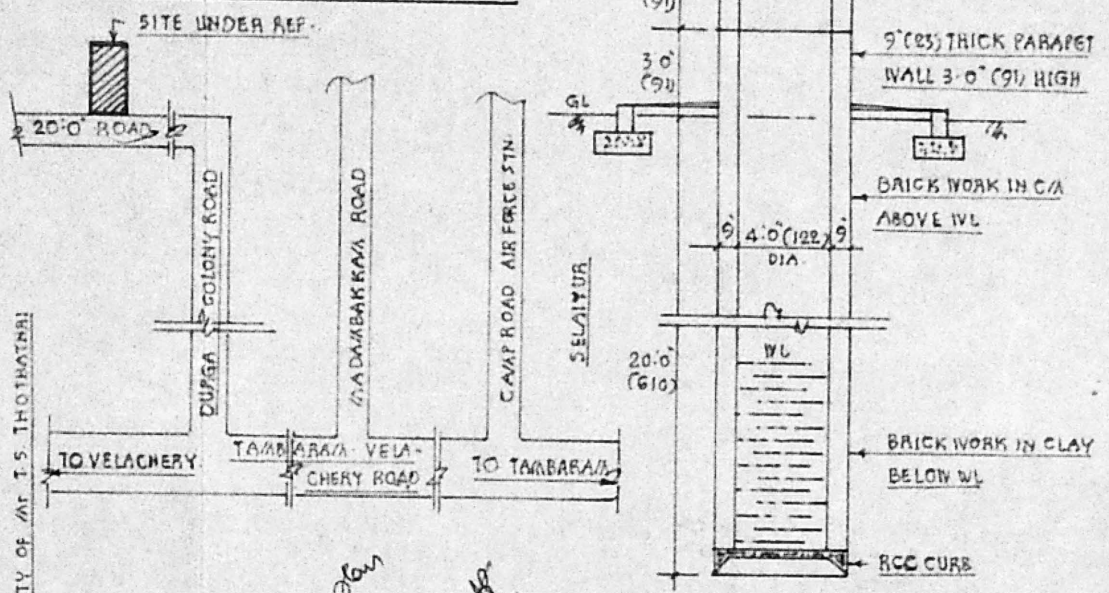 SITE UNDER REF.
20'-0" ROAD
DURGA COLONY ROAD
MADAMBAKKAM ROAD
CAMP ROAD AIR FORCE STN.
SELAIYUR
TO VELACHERY
TAMBARAM-VELA-
CHERY ROAD
TO TAMBARAM
TY OF Mr T.S. THOTHATHRI
(91)
3'-0"
(91)
GL
9"(23) THICK PARAPET
WALL 3'-0" (91) HIGH
BRICK WORK IN C/M
ABOVE WL
9" 4'-0"(122) 9"
DIA.
WL
20'-0"
(610)
BRICK WORK IN CLAY
BELOW WL
RCC CURB